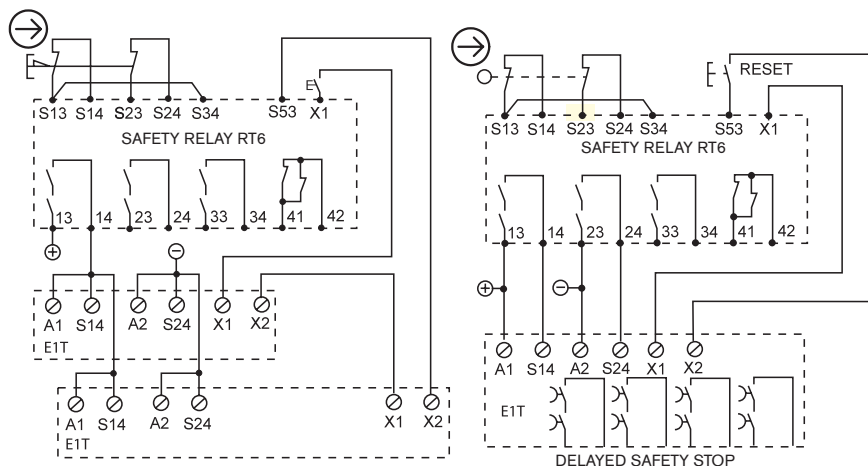 S13 S14 S23 S24 S34 S53 X1
E
SAFETY RELAY RT6
13 14 23 24 33 34 41 42
+ −
A1 S14 A2 S24 X1 X2
E1T
A1 S14 A2 S24 X1 X2
E1T
RESET
S13 S14 S23 S24 S34 S53 X1
SAFETY RELAY RT6
13 14 23 24 33 34 41 42
+ −
A1 S14 A2 S24 X1 X2
E1T
DELAYED SAFETY STOP